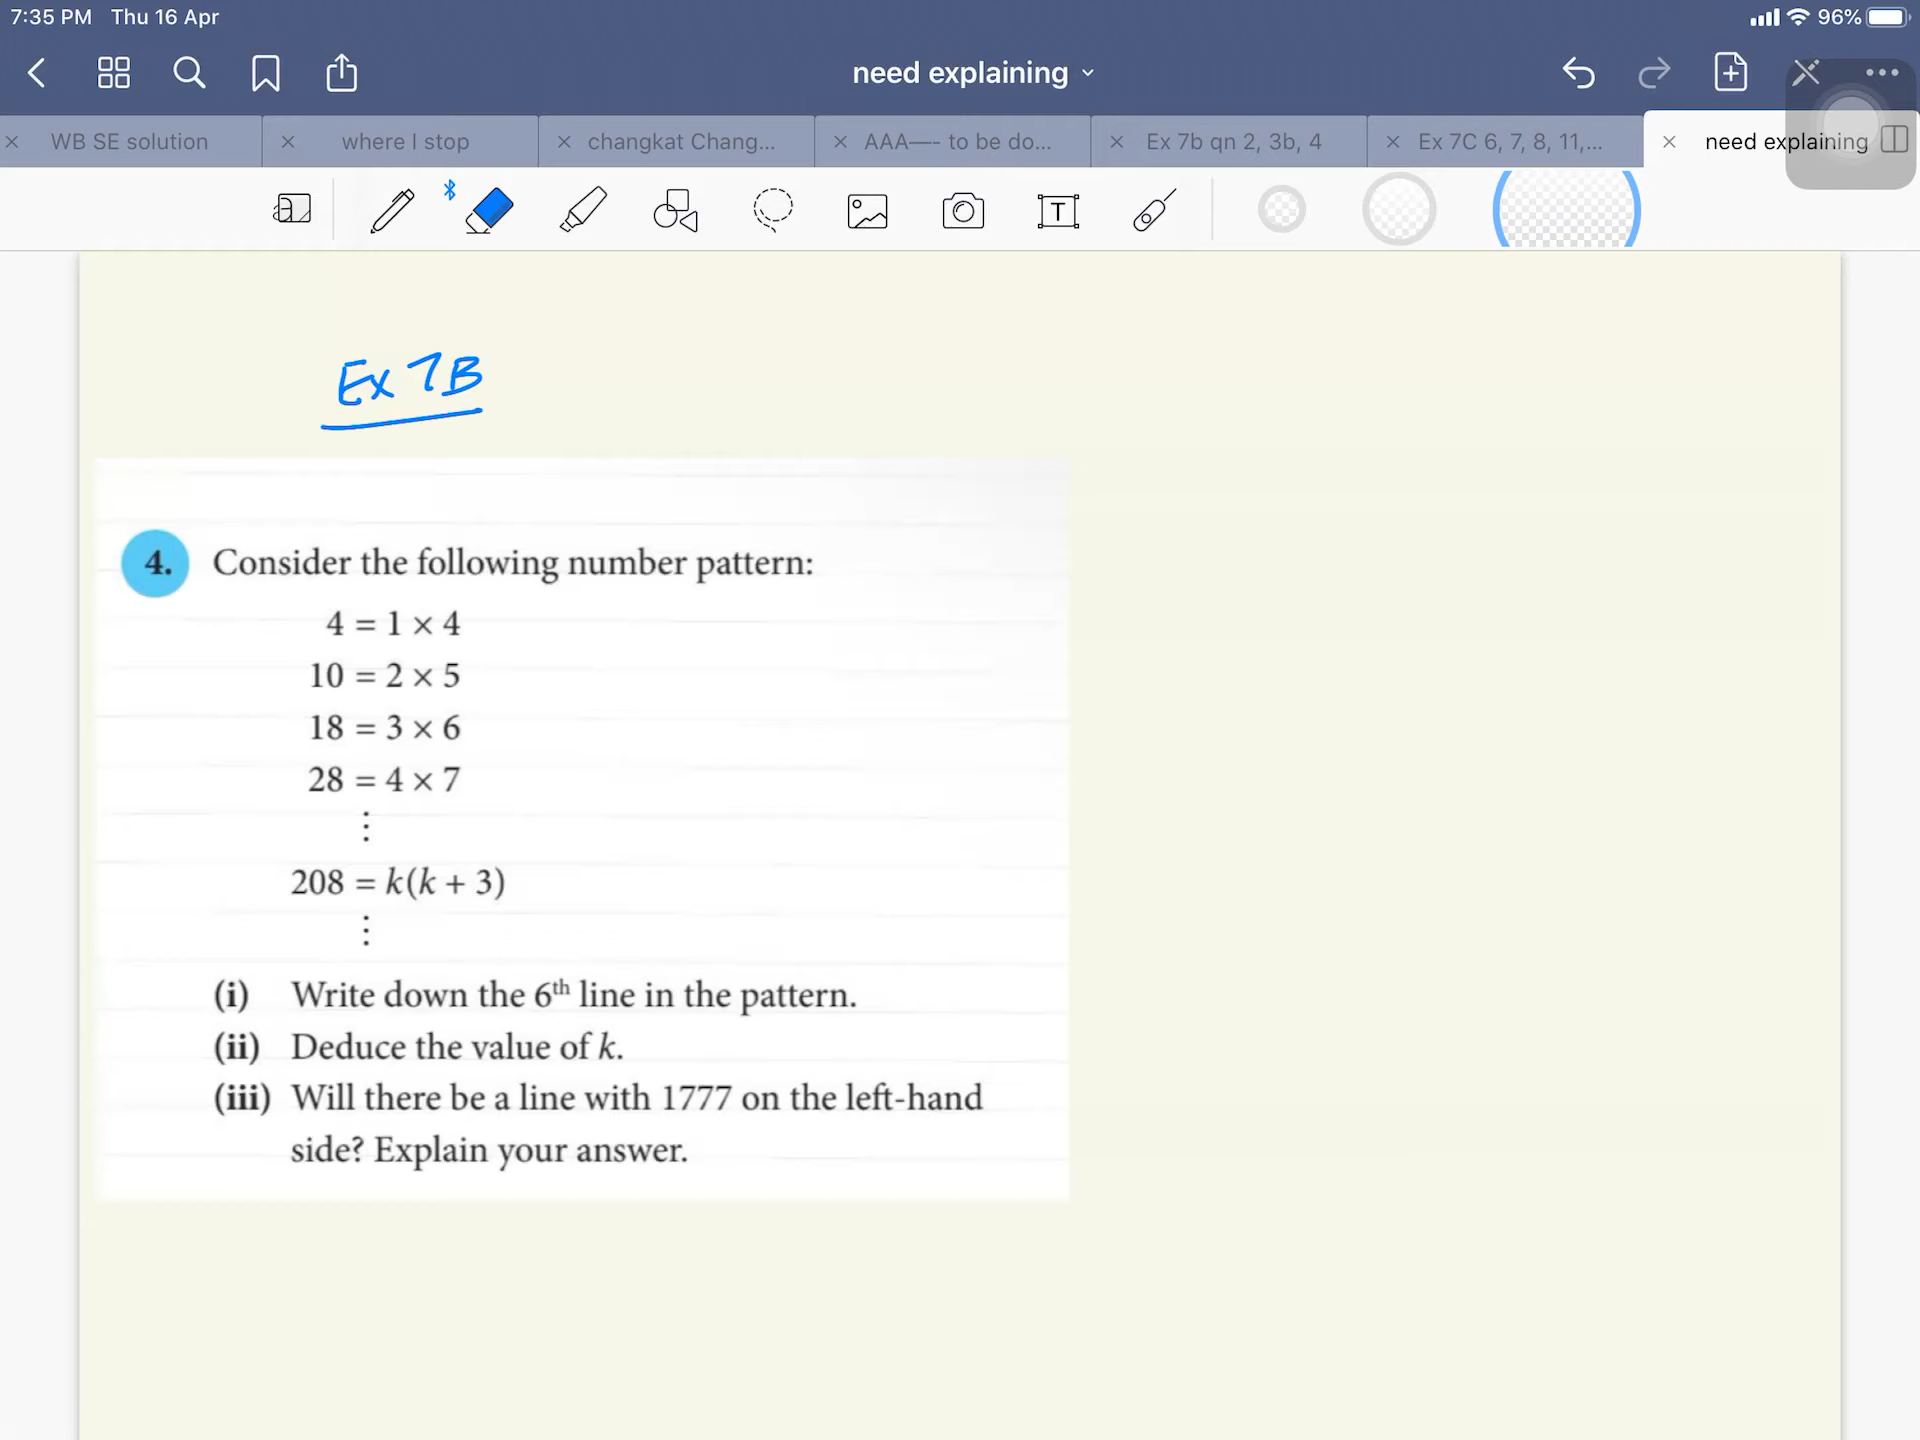 7:35 PM Thu 16 Apr
96%
need explaining
WB SE solution
where I stop
changkat Chang...
AAA—- to be do...
Ex 7b qn 2, 3b, 4
Ex 7C 6, 7, 8, 11,...
need explaining
a
T
Ex 7B
4. Consider the following number pattern:
4 = 1 × 4
10 = 2 × 5
18 = 3 × 6
28 = 4 × 7
⋮
208 = k(k + 3)
⋮
(i) Write down the 6th line in the pattern.
(ii) Deduce the value of k.
(iii) Will there be a line with 1777 on the left-hand
side? Explain your answer.